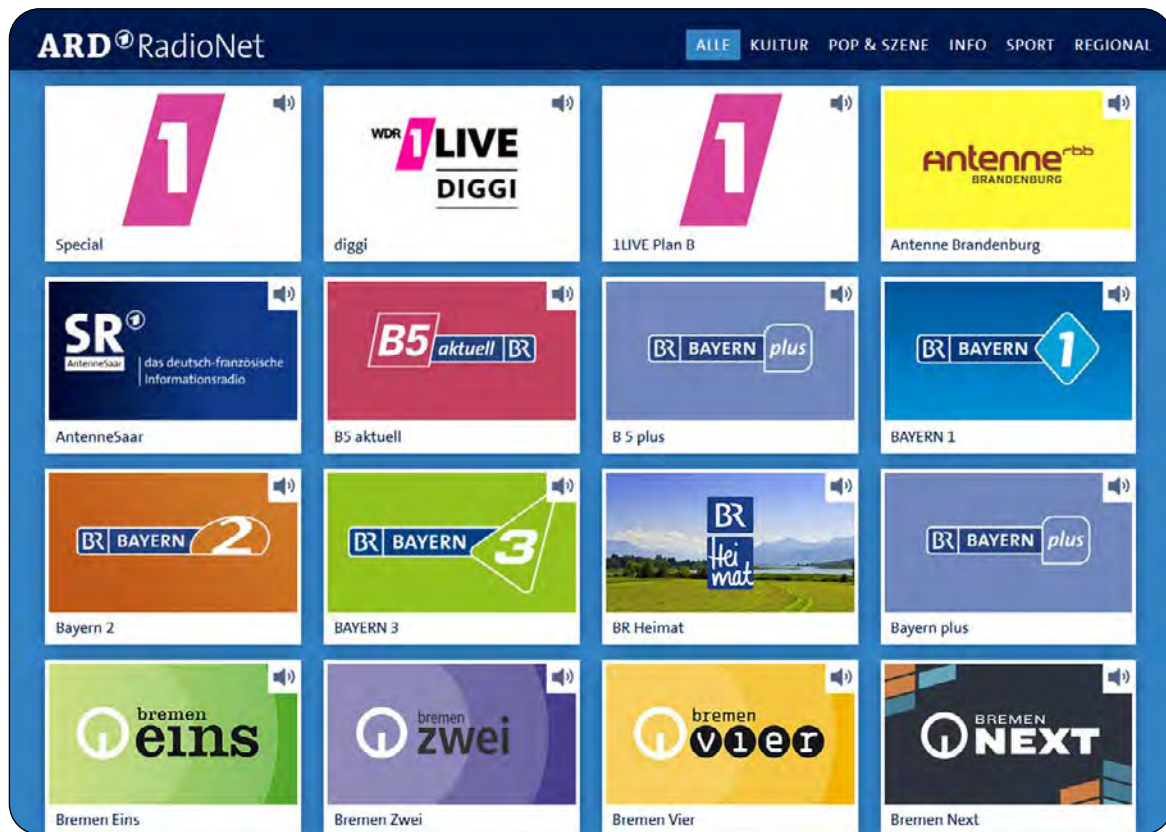 ARD RadioNet
ALLE KULTUR POP & SZENE INFO SPORT REGIONAL
1
Special
WDR 1 LIVE
DIGGI
diggi
1
1LIVE Plan B
Antenne rbb
BRANDENBURG
Antenne Brandenburg
SR
AntenneSaar
das deutsch-französische
Informationsradio
AntenneSaar
B5 aktuell BR
B5 aktuell
BR BAYERN plus
B 5 plus
BR BAYERN 1
BAYERN 1
BR BAYERN 2
Bayern 2
BR BAYERN 3
BAYERN 3
BR
Hei
mat
BR Heimat
BR BAYERN plus
Bayern plus
bremen
eins
Bremen Eins
bremen
zwei
Bremen Zwei
bremen
vier
Bremen Vier
BREMEN
NEXT
Bremen Next